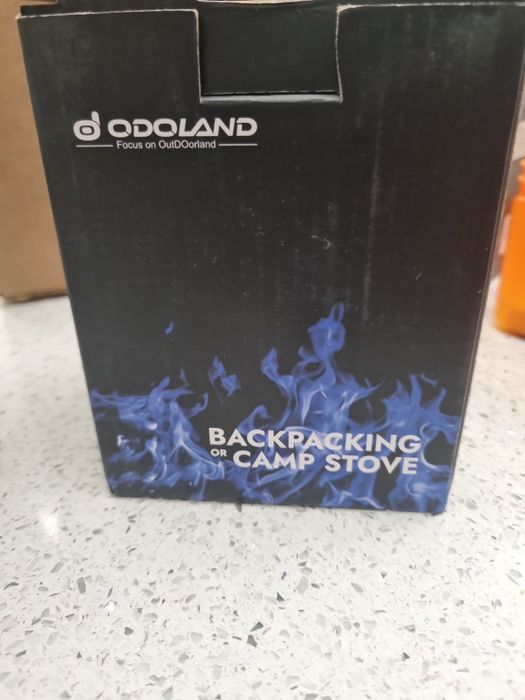 ODOLAND
Focus on OutDOorland
BACKPACKING
OR CAMP STOVE